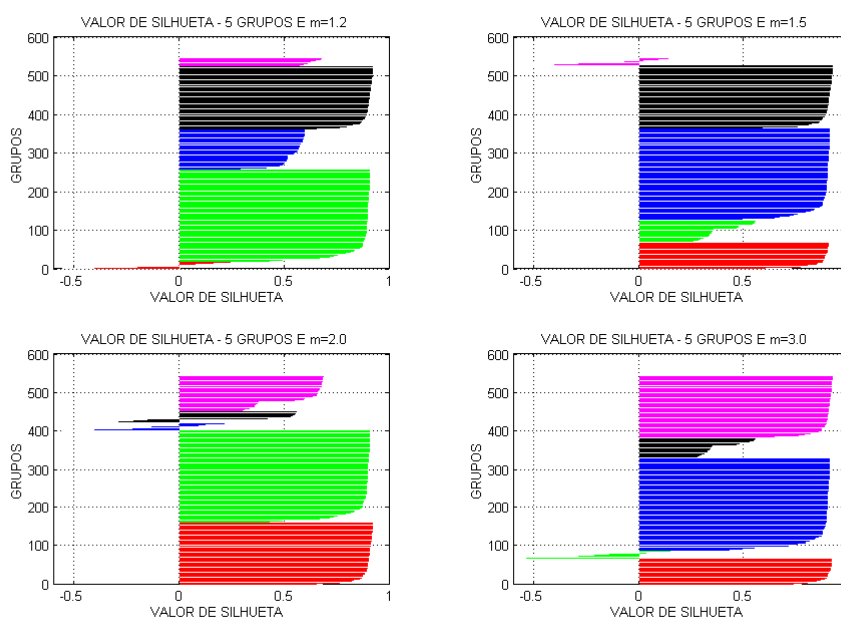 VALOR DE SILHUETA - 5 GRUPOS E m=1.2
600
500
400
300
200
100
0
GRUPOS
-0.5 0 0.5 1
VALOR DE SILHUETA
VALOR DE SILHUETA - 5 GRUPOS E m=1.5
600
500
400
300
200
100
0
GRUPOS
-0.5 0 0.5
VALOR DE SILHUETA
VALOR DE SILHUETA - 5 GRUPOS E m=2.0
600
500
400
300
200
100
0
GRUPOS
-0.5 0 0.5 1
VALOR DE SILHUETA
VALOR DE SILHUETA - 5 GRUPOS E m=3.0
600
500
400
300
200
100
0
GRUPOS
-0.5 0 0.5
VALOR DE SILHUETA